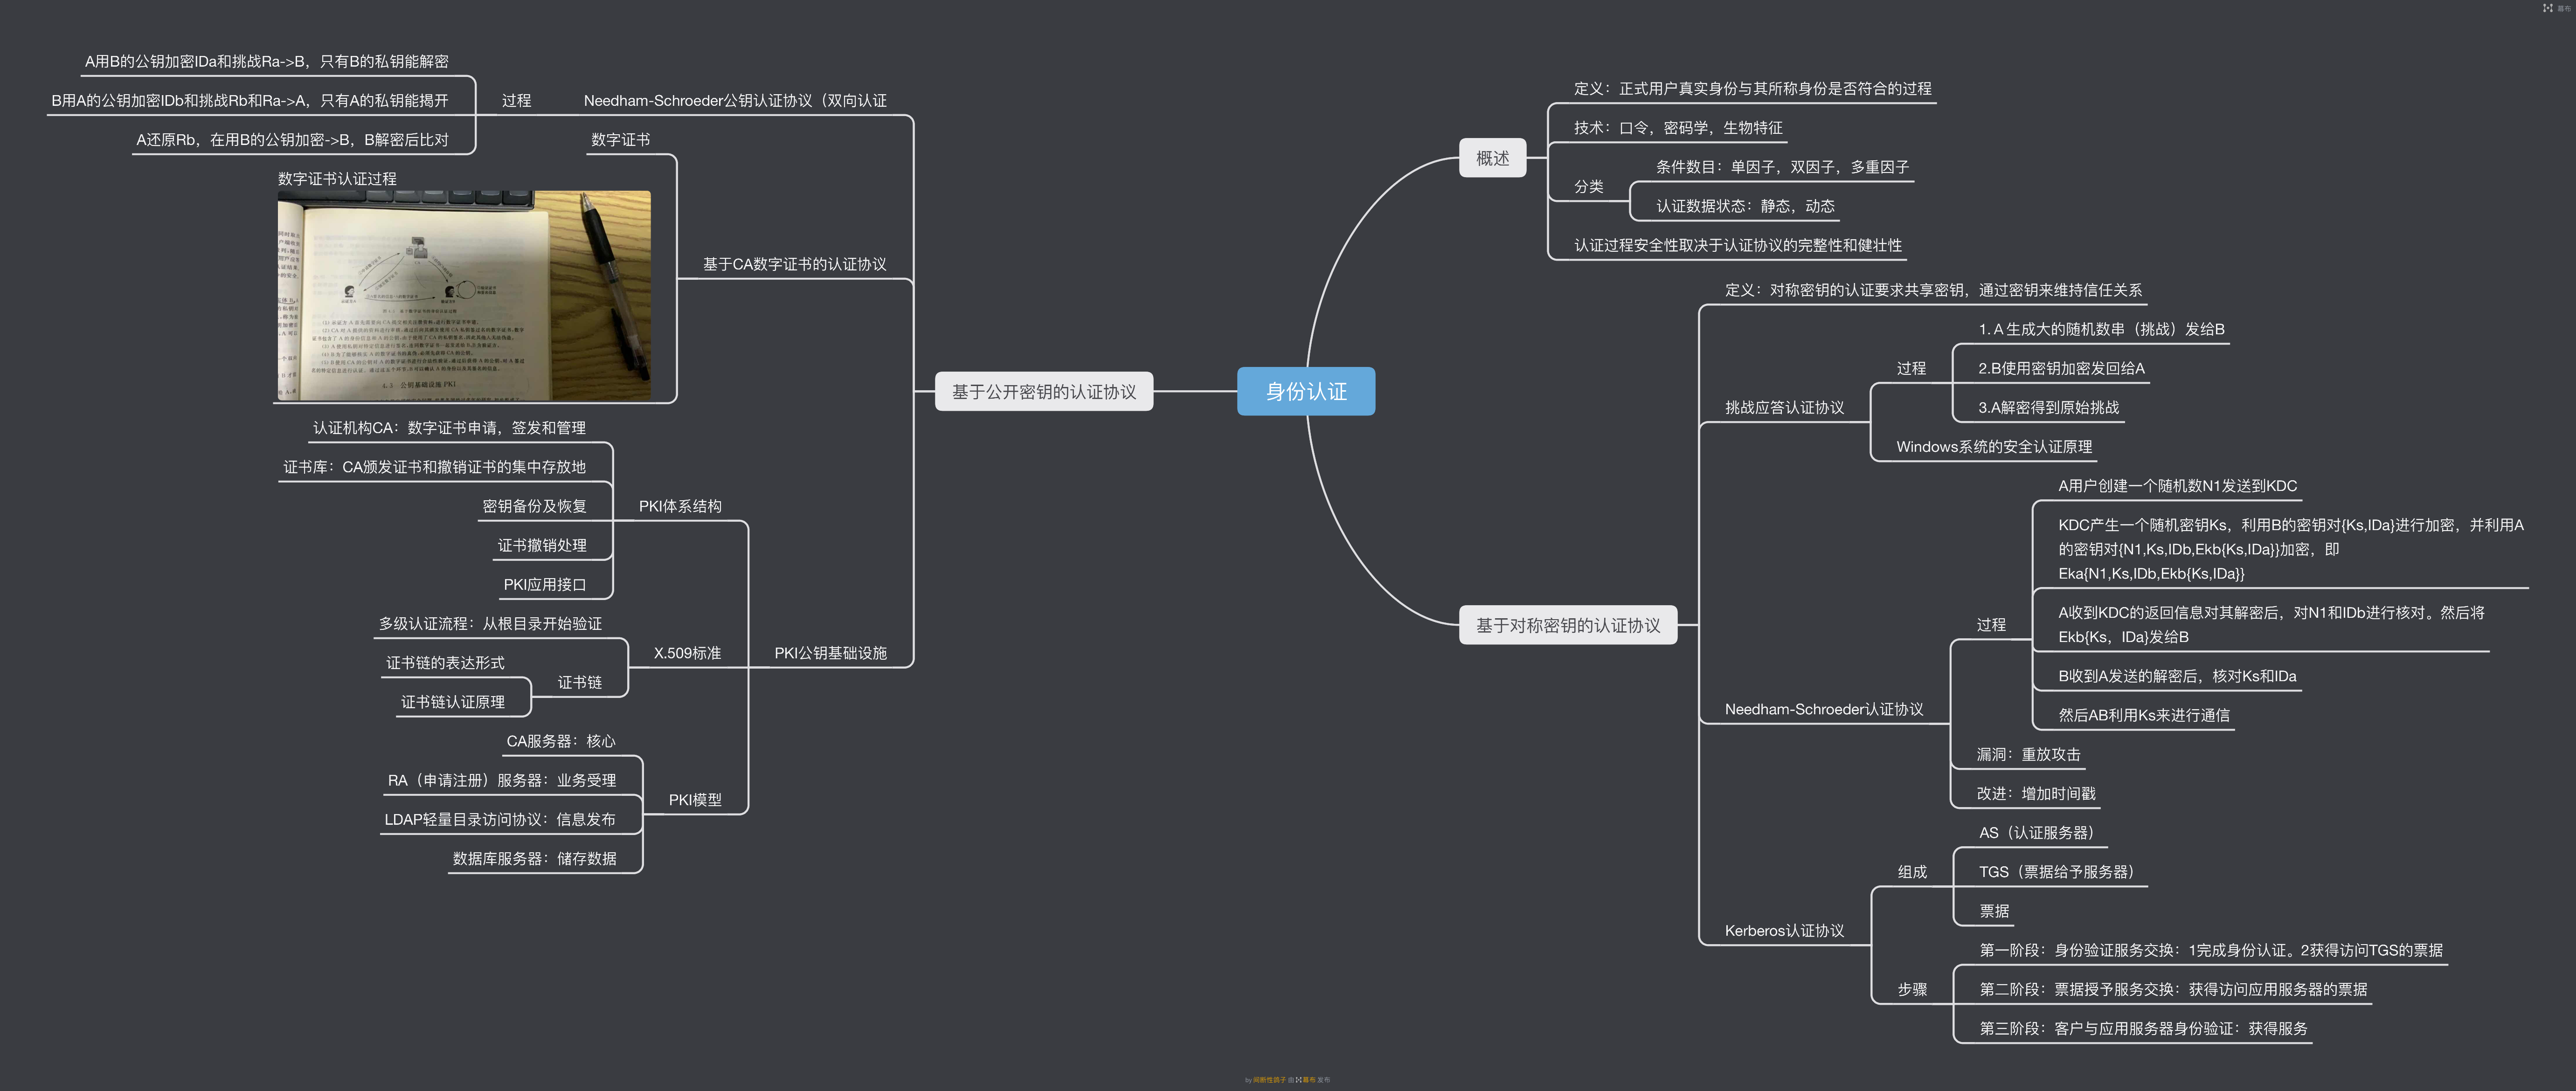 幕布
身份认证
概述
定义：正式用户真实身份与其所称身份是否符合的过程
技术：口令，密码学，生物特征
分类
条件数目：单因子，双因子，多重因子
认证数据状态：静态，动态
认证过程安全性取决于认证协议的完整性和健壮性
基于对称密钥的认证协议
定义：对称密钥的认证要求共享密钥，通过密钥来维持信任关系
挑战应答认证协议
过程
1. A 生成大的随机数串（挑战）发给B
2.B使用密钥加密发回给A
3.A解密得到原始挑战
Windows系统的安全认证原理
Needham-Schroeder认证协议
过程
A用户创建一个随机数N1发送到KDC
KDC产生一个随机密钥Ks，利用B的密钥对{Ks,IDa}进行加密，并利用A
的密钥对{N1,Ks,IDb,Ekb{Ks,IDa}}加密，即
Eka{N1,Ks,IDb,Ekb{Ks,IDa}}
A收到KDC的返回信息对其解密后，对N1和IDb进行核对。然后将
Ekb{Ks，IDa}发给B
B收到A发送的解密后，核对Ks和IDa
然后AB利用Ks来进行通信
漏洞：重放攻击
改进：增加时间戳
Kerberos认证协议
组成
AS（认证服务器）
TGS（票据给予服务器）
票据
步骤
第一阶段：身份验证服务交换：1完成身份认证。2获得访问TGS的票据
第二阶段：票据授予服务交换：获得访问应用服务器的票据
第三阶段：客户与应用服务器身份验证：获得服务
基于公开密钥的认证协议
Needham-Schroeder公钥认证协议（双向认证
过程
A用B的公钥加密IDa和挑战Ra->B，只有B的私钥能解密
B用A的公钥加密IDb和挑战Rb和Ra->A，只有A的私钥能揭开
A还原Rb，在用B的公钥加密->B，B解密后比对
基于CA数字证书的认证协议
数字证书
数字证书认证过程
4.3 公钥基础设施 PKI
PKI公钥基础设施
PKI体系结构
认证机构CA：数字证书申请，签发和管理
证书库：CA颁发证书和撤销证书的集中存放地
密钥备份及恢复
证书撤销处理
PKI应用接口
X.509标准
多级认证流程：从根目录开始验证
证书链
证书链的表达形式
证书链认证原理
PKI模型
CA服务器：核心
RA（申请注册）服务器：业务受理
LDAP轻量目录访问协议：信息发布
数据库服务器：储存数据
by 间断性鸽子 由 幕布 发布